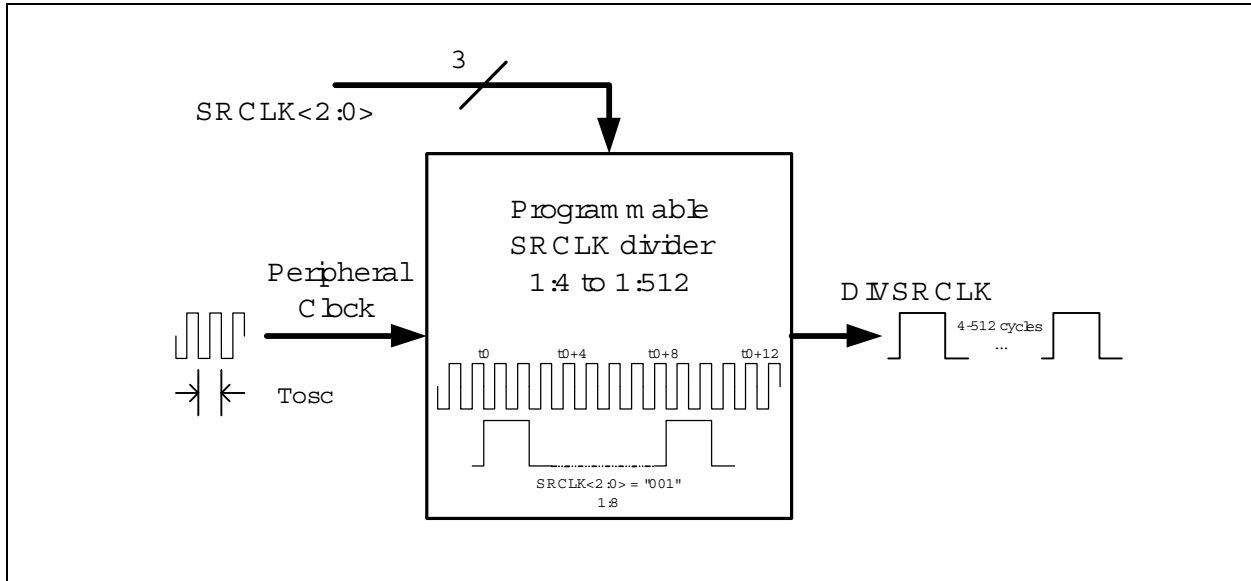 3
SRCLK<2:0>
Programmable
SRCLK divider
1:4 to 1:512
Peripheral
Clock
DIVSRCLK
4-512 cycles
...
t0 t0+4 t0+8 t0+12
Tosc
SRCLK<2:0> = "001"
1:8